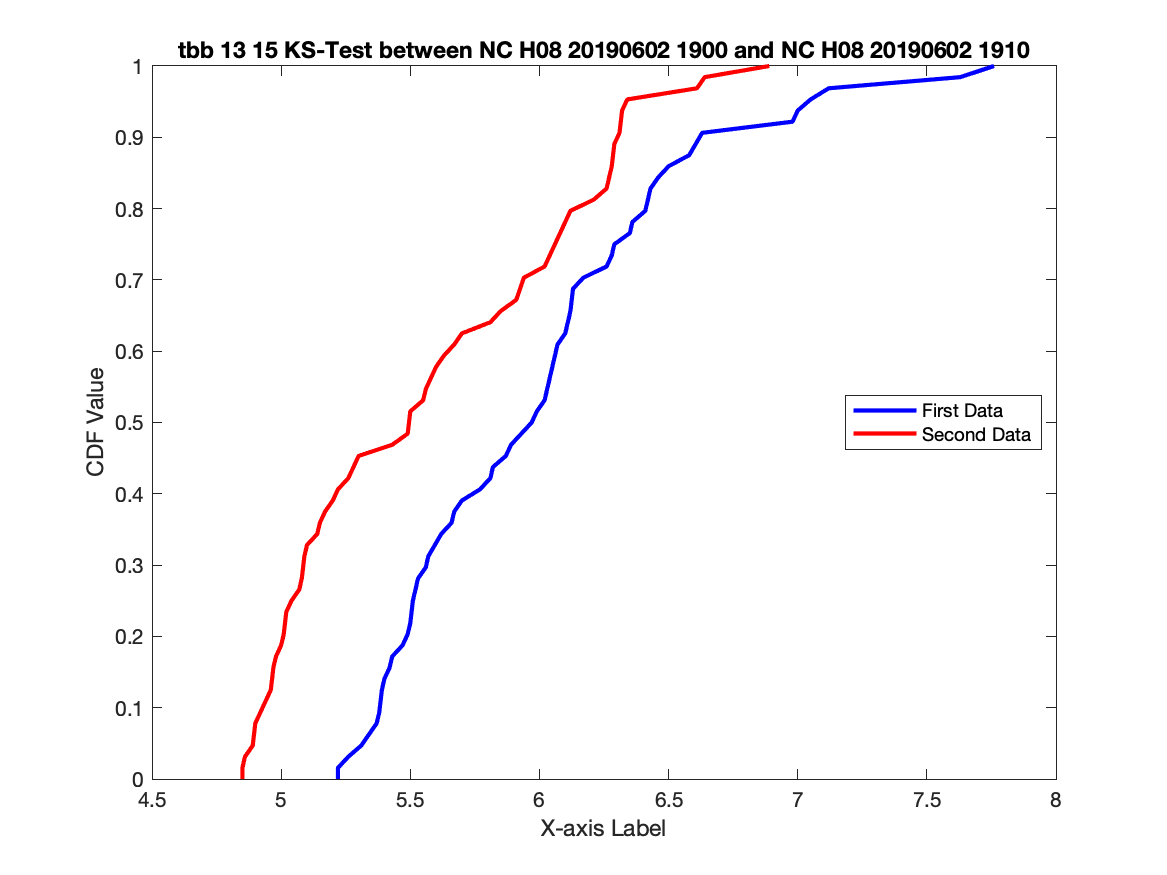 tbb 13 15 KS-Test between NC H08 20190602 1900 and NC H08 20190602 1910
1
0.9
0.8
0.7
0.6
0.5
0.4
0.3
0.2
0.1
0
CDF Value
First Data
Second Data
4.5 5 5.5 6 6.5 7 7.5 8
X-axis Label